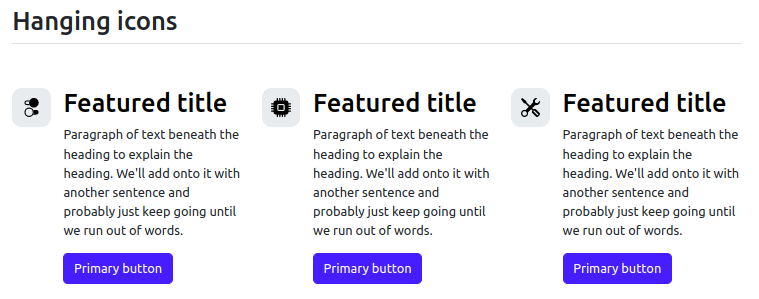 Hanging icons
Featured title
Paragraph of text beneath the
heading to explain the
heading. We'll add onto it with
another sentence and
probably just keep going until
we run out of words.
Primary button
Featured title
Paragraph of text beneath the
heading to explain the
heading. We'll add onto it with
another sentence and
probably just keep going until
we run out of words.
Primary button
Featured title
Paragraph of text beneath the
heading to explain the
heading. We'll add onto it with
another sentence and
probably just keep going until
we run out of words.
Primary button